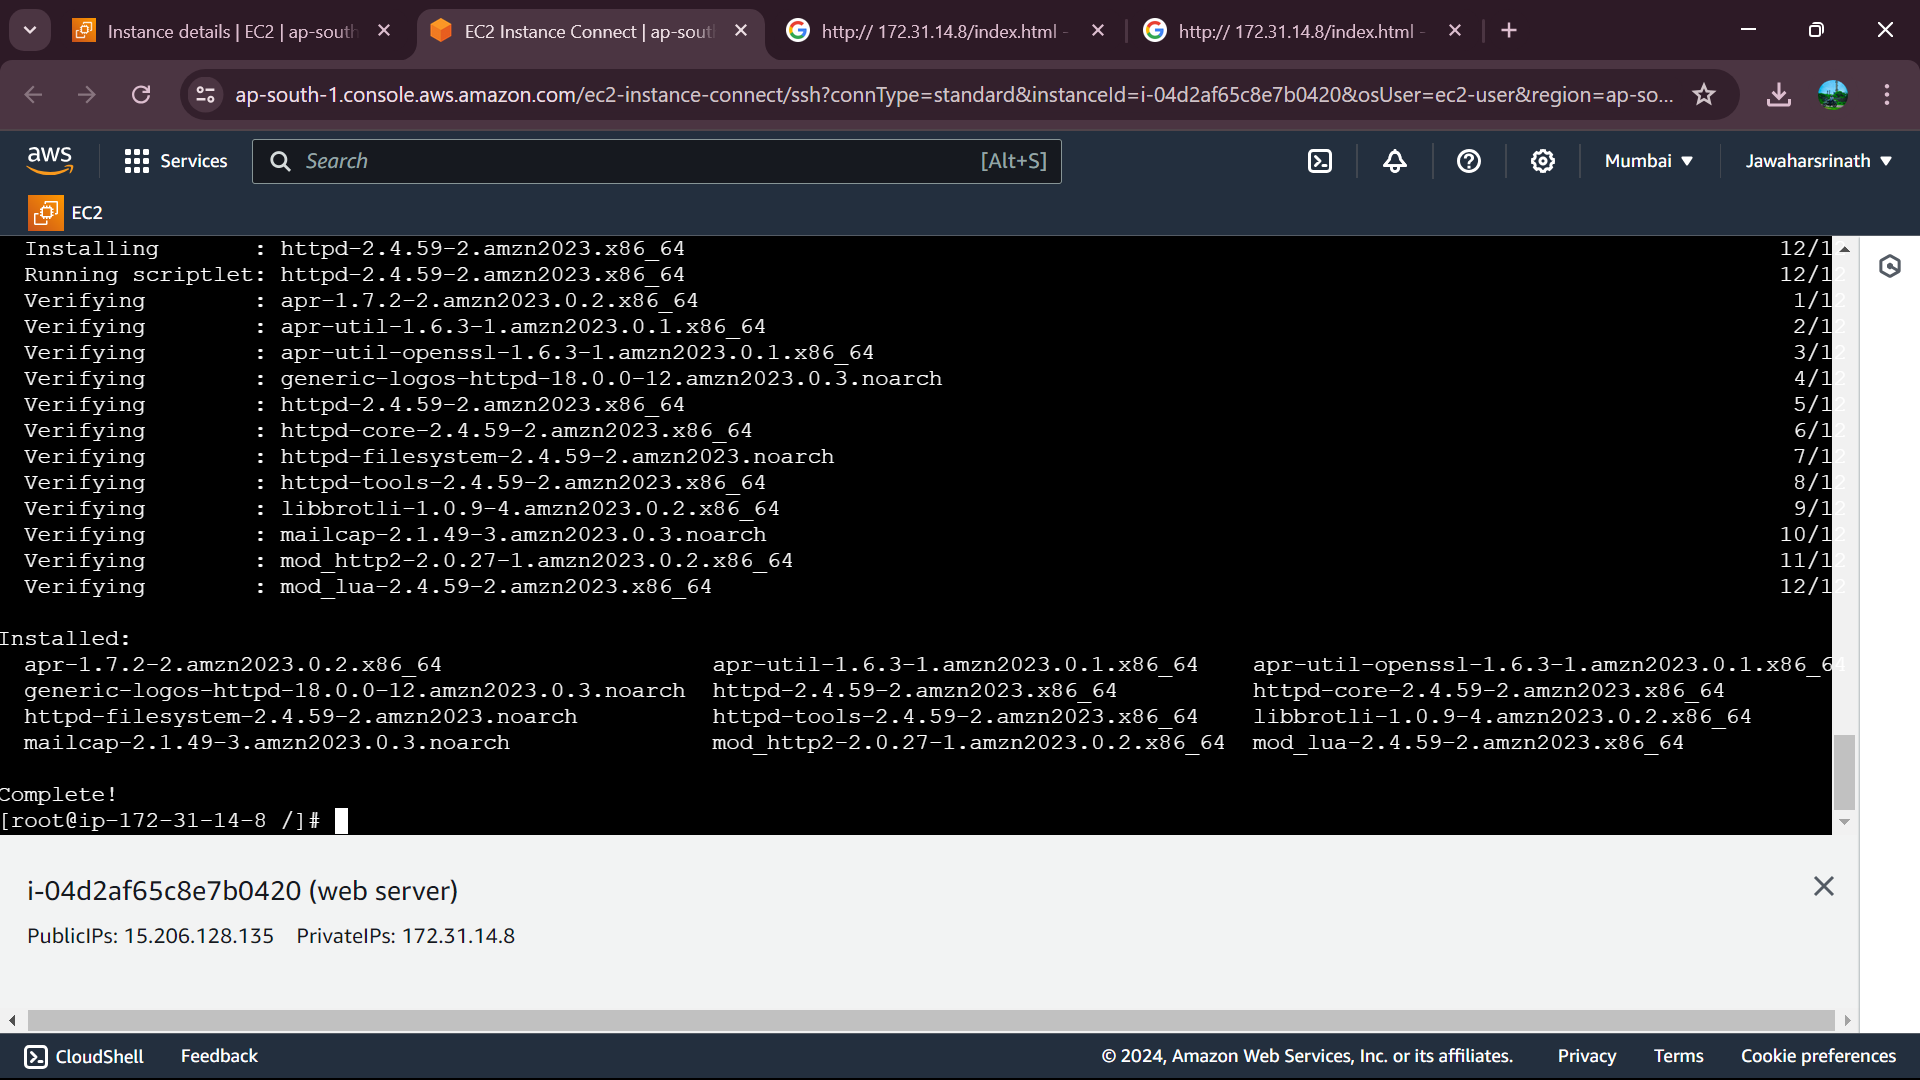 Instance details | EC2 | ap-south
EC2 Instance Connect | ap-sout
http:// 172.31.14.8/index.html -
http:// 172.31.14.8/index.html -
ap-south-1.console.aws.amazon.com/ec2-instance-connect/ssh?connType=standard&instanceId=i-04d2af65c8e7b0420&osUser=ec2-user&region=ap-so...
aws
Services
Search
[Alt+S]
Mumbai
Jawaharsrinath
EC2
Installing : httpd-2.4.59-2.amzn2023.x86_64 12/1
Running scriptlet: httpd-2.4.59-2.amzn2023.x86_64 12/12
Verifying : apr-1.7.2-2.amzn2023.0.2.x86_64 1/12
Verifying : apr-util-1.6.3-1.amzn2023.0.1.x86_64 2/12
Verifying : apr-util-openssl-1.6.3-1.amzn2023.0.1.x86_64 3/12
Verifying : generic-logos-httpd-18.0.0-12.amzn2023.0.3.noarch 4/12
Verifying : httpd-2.4.59-2.amzn2023.x86_64 5/12
Verifying : httpd-core-2.4.59-2.amzn2023.x86_64 6/12
Verifying : httpd-filesystem-2.4.59-2.amzn2023.noarch 7/12
Verifying : httpd-tools-2.4.59-2.amzn2023.x86_64 8/12
Verifying : libbrotli-1.0.9-4.amzn2023.0.2.x86_64 9/12
Verifying : mailcap-2.1.49-3.amzn2023.0.3.noarch 10/12
Verifying : mod_http2-2.0.27-1.amzn2023.0.2.x86_64 11/12
Verifying : mod_lua-2.4.59-2.amzn2023.x86_64 12/12
Installed:
apr-1.7.2-2.amzn2023.0.2.x86_64 apr-util-1.6.3-1.amzn2023.0.1.x86_64 apr-util-openssl-1.6.3-1.amzn2023.0.1.x86_64
generic-logos-httpd-18.0.0-12.amzn2023.0.3.noarch httpd-2.4.59-2.amzn2023.x86_64 httpd-core-2.4.59-2.amzn2023.x86_64
httpd-filesystem-2.4.59-2.amzn2023.noarch httpd-tools-2.4.59-2.amzn2023.x86_64 libbrotli-1.0.9-4.amzn2023.0.2.x86_64
mailcap-2.1.49-3.amzn2023.0.3.noarch mod_http2-2.0.27-1.amzn2023.0.2.x86_64 mod_lua-2.4.59-2.amzn2023.x86_64
Complete!
[root@ip-172-31-14-8 /]#
i-04d2af65c8e7b0420 (web server)
PublicIPs: 15.206.128.135 PrivateIPs: 172.31.14.8
CloudShell Feedback © 2024, Amazon Web Services, Inc. or its affiliates. Privacy Terms Cookie preferences